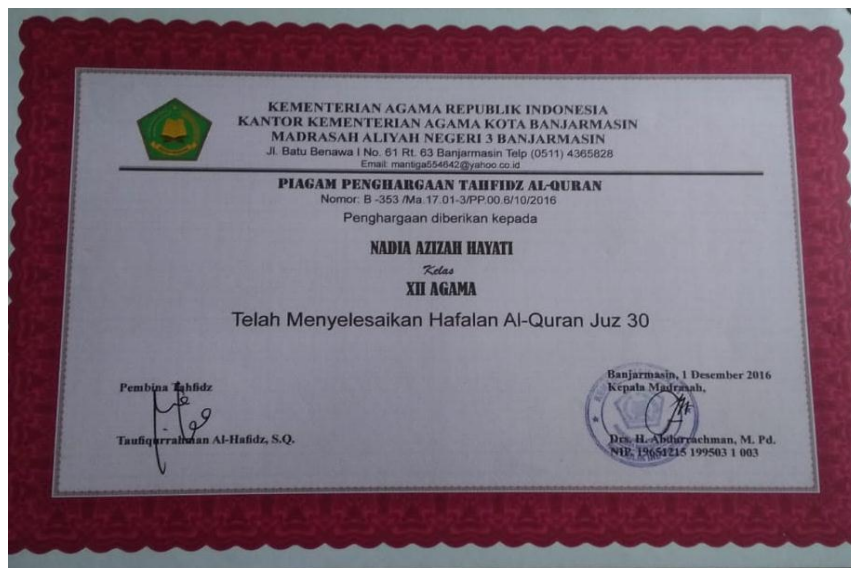 KEMENTERIAN AGAMA REPUBLIK INDONESIA
KANTOR KEMENTERIAN AGAMA KOTA BANJARMASIN
MADRASAH ALIYAH NEGERI 3 BANJARMASIN
Jl. Batu Benawa I No. 61 Rt. 63 Banjarmasin Telp (0511) 4365828
Email: mantiga554642@yahoo.co.id
PIAGAM PENGHARGAAN TAHFIDZ AL-QURAN
Nomor: B -353 /Ma.17.01-3/PP.00.6/10/2016
Penghargaan diberikan kepada
NADIA AZIZAH HAYATI
Kelas
XII AGAMA
Telah Menyelesaikan Hafalan Al-Quran Juz 30
Banjarmasin, 1 Desember 2016
Pembina Tahfidz
Kepala Madrasah,
Taufiqurrahman Al-Hafidz, S.Q.
Drs. H. Abdurrachman, M. Pd.
NIP. 19651215 199503 1 003